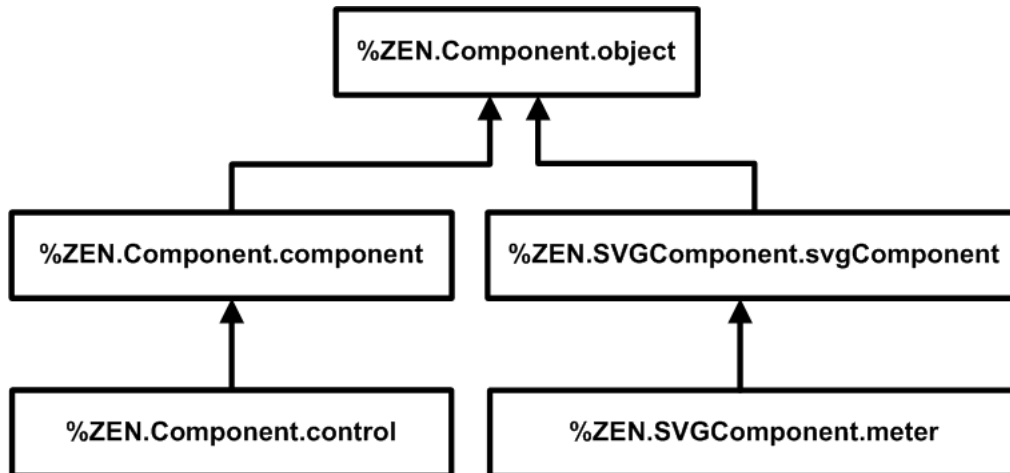 %ZEN.Component.object
%ZEN.Component.component
%ZEN.SVGComponent.svgComponent
%ZEN.Component.control
%ZEN.SVGComponent.meter